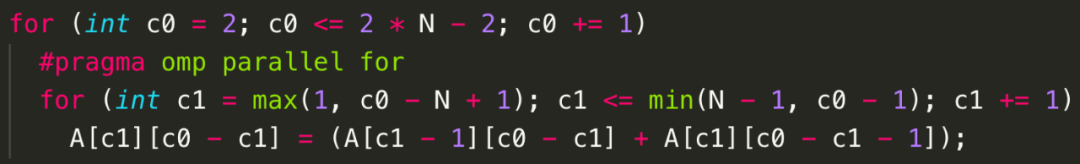 for (int c0 = 2; c0 <= 2 * N - 2; c0 += 1)
#pragma omp parallel for
for (int c1 = max(1, c0 - N + 1); c1 <= min(N - 1, c0 - 1); c1 += 1)
A[c1][c0 - c1] = (A[c1 - 1][c0 - c1] + A[c1][c0 - c1 - 1]);